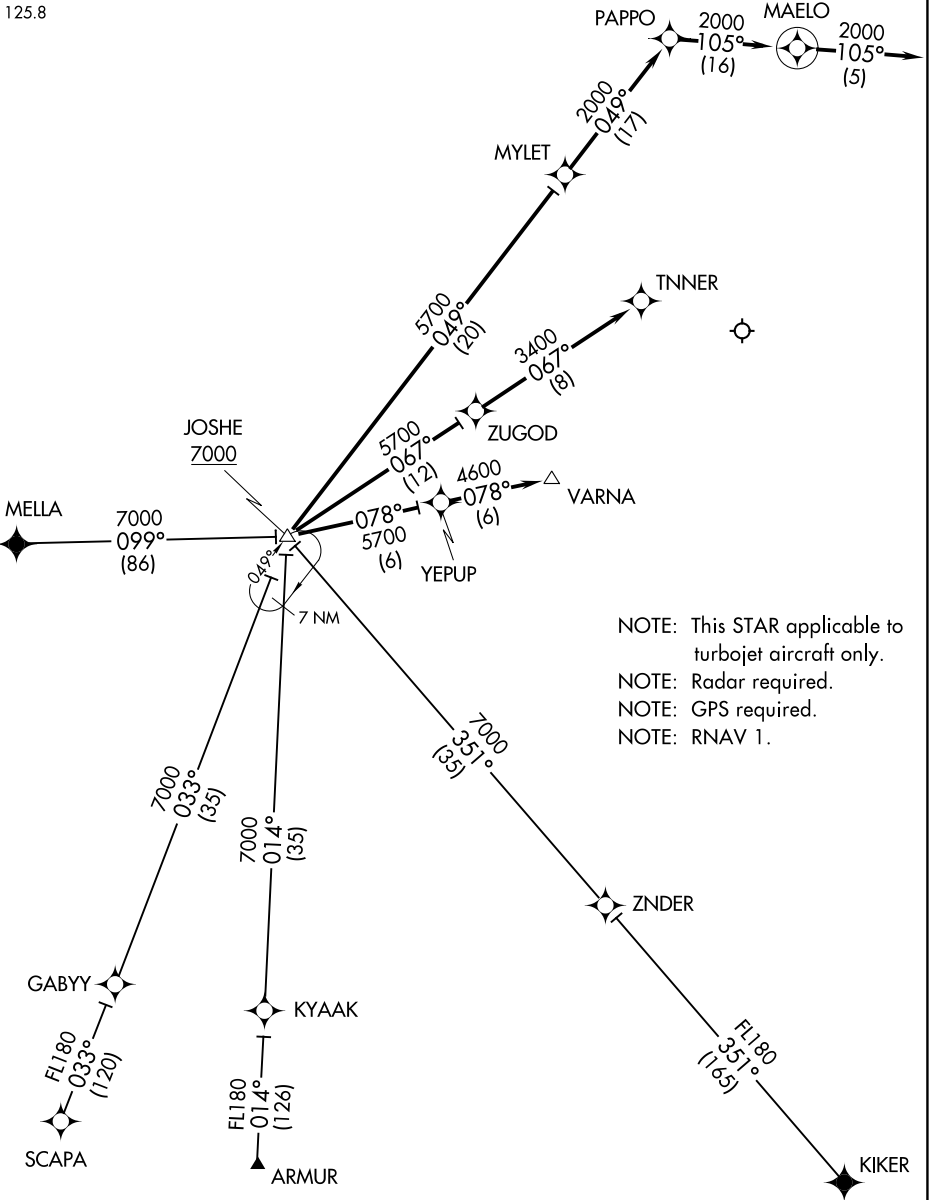 125.8
PAPPO
2000
105°
(16)
MAELO
2000
105°
(5)
2000
049°
(17)
MYLET
TNNER
5700
049°
(20)
3400
067°
(8)
JOSHE
7000
ZUGOD
5700
067°
(12)
4600
078°
(6)
VARNA
MELLA
7000
099°
(86)
078°
5700
(6)
YEPUP
049°
7 NM
NOTE: This STAR applicable to
turbojet aircraft only.
NOTE: Radar required.
NOTE: GPS required.
NOTE: RNAV 1.
7000
351°
(35)
7000
033°
(35)
7000
014°
(35)
ZNDER
GABYY
KYAAK
FL180
033°
(120)
FL180
014°
(126)
FL180
351°
(165)
SCAPA
ARMUR
KIKER